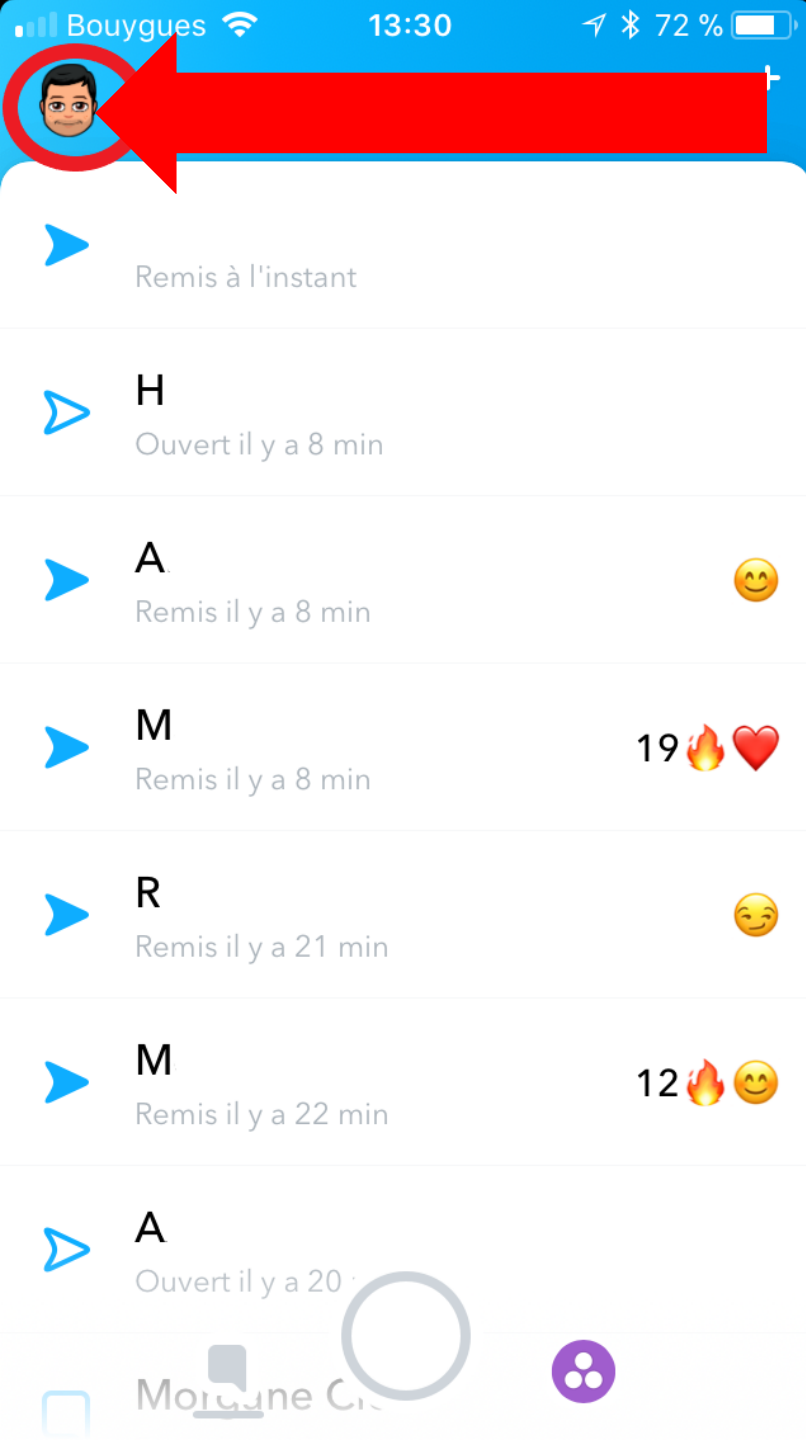 Bouygues 13:30 72 %
Remis à l'instant
H
Ouvert il y a 8 min
A
Remis il y a 8 min
M
Remis il y a 8 min
19
R
Remis il y a 21 min
M
Remis il y a 22 min
12
A
Ouvert il y a 20